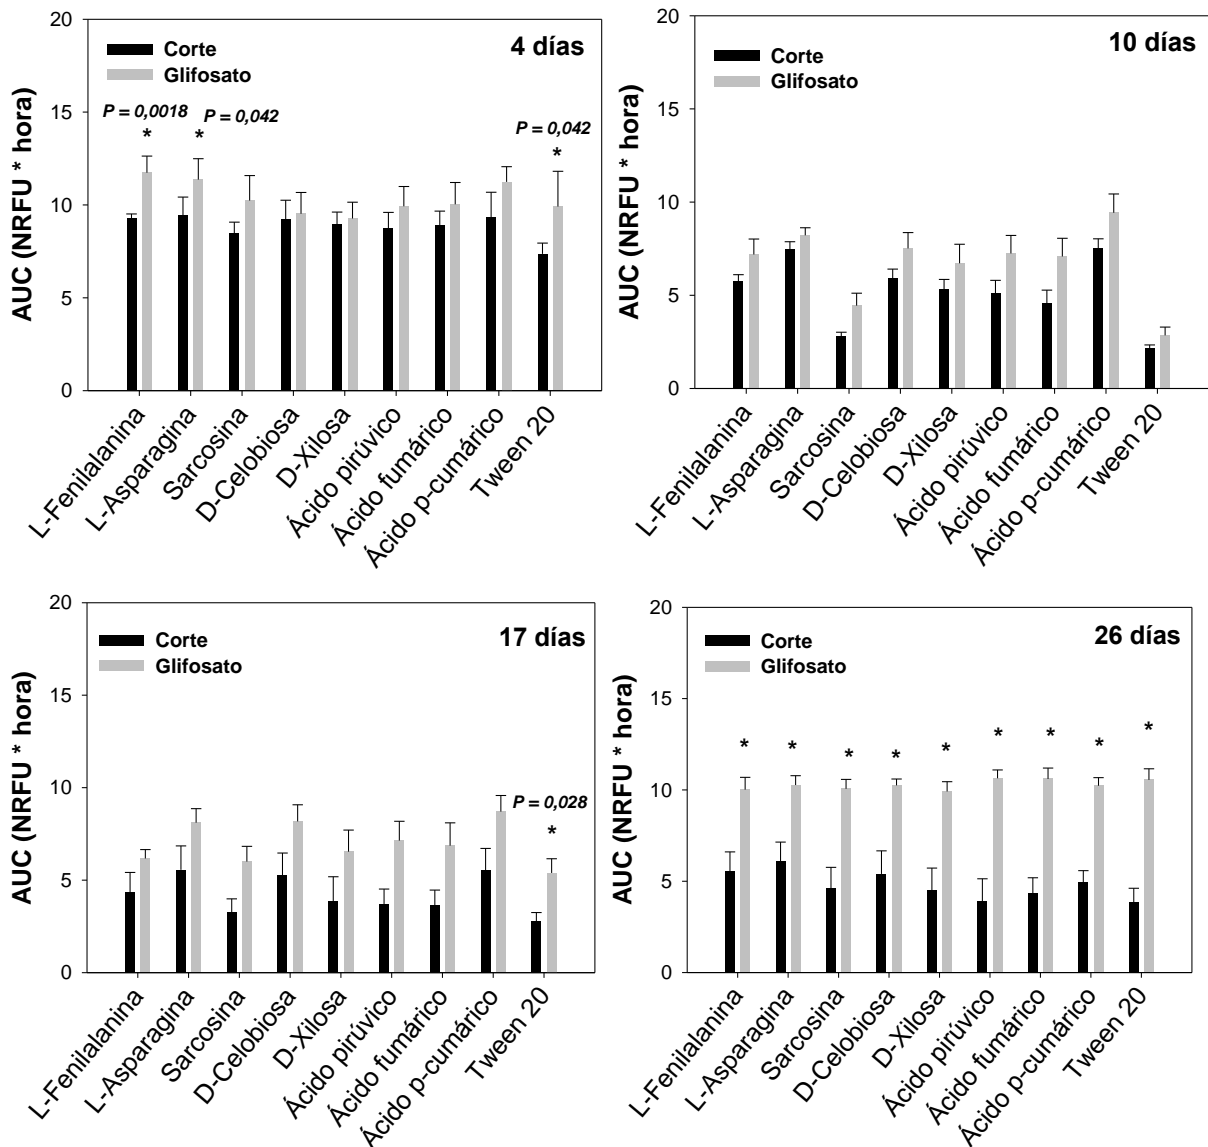 AUC (NRFU * hora)
20
15
10
5
0
Corte
Glifosato
4 días
P = 0,0018
P = 0,042
P = 0,042
*
*
*
L-Fenilalanina
L-Asparagina
Sarcosina
D-Celobiosa
D-Xilosa
Ácido pirúvico
Ácido fumárico
Ácido p-cumárico
Tween 20
AUC (NRFU * hora)
20
15
10
5
0
Corte
Glifosato
10 días
L-Fenilalanina
L-Asparagina
Sarcosina
D-Celobiosa
D-Xilosa
Ácido pirúvico
Ácido fumárico
Ácido p-cumárico
Tween 20
AUC (NRFU * hora)
20
15
10
5
0
Corte
Glifosato
17 días
P = 0,028
*
L-Fenilalanina
L-Asparagina
Sarcosina
D-Celobiosa
D-Xilosa
Ácido pirúvico
Ácido fumárico
Ácido p-cumárico
Tween 20
AUC (NRFU * hora)
20
15
10
5
0
Corte
Glifosato
26 días
* * * * * * * * *
L-Fenilalanina
L-Asparagina
Sarcosina
D-Celobiosa
D-Xilosa
Ácido pirúvico
Ácido fumárico
Ácido p-cumárico
Tween 20